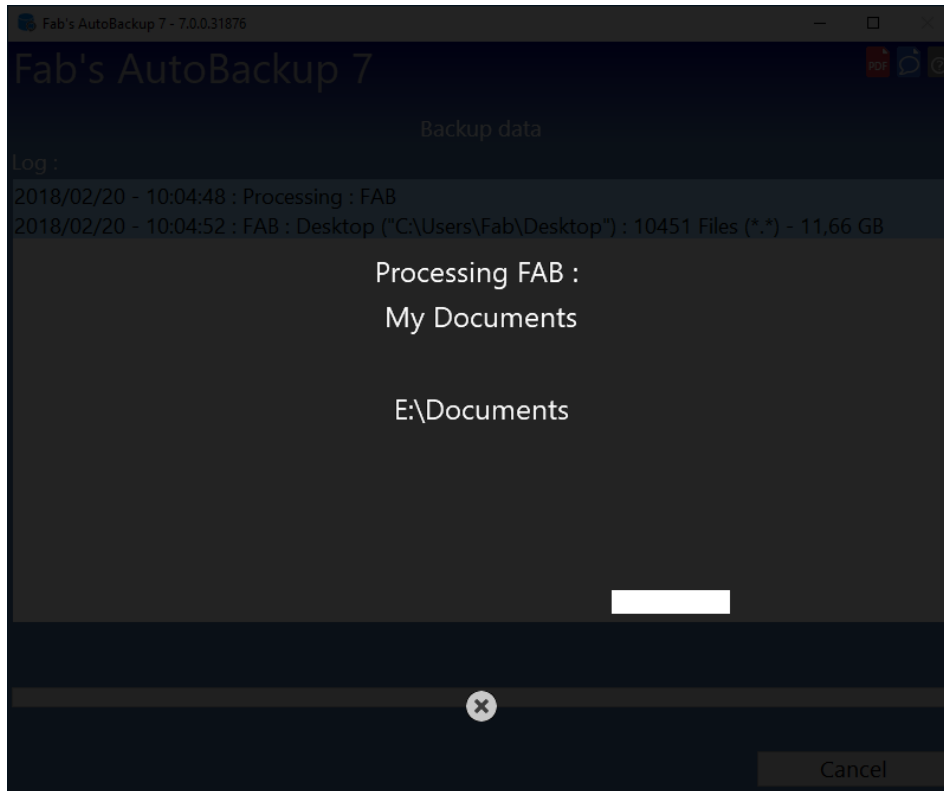 Fab's AutoBackup 7 - 7.0.0.31876
Fab's AutoBackup 7
PDF
Backup data
Log :
2018/02/20 - 10:04:48 : Processing : FAB
2018/02/20 - 10:04:52 : FAB : Desktop ("C:\Users\Fab\Desktop") : 10451 Files (*.*) - 11,66 GB
Processing FAB :
My Documents
E:\Documents
Cancel